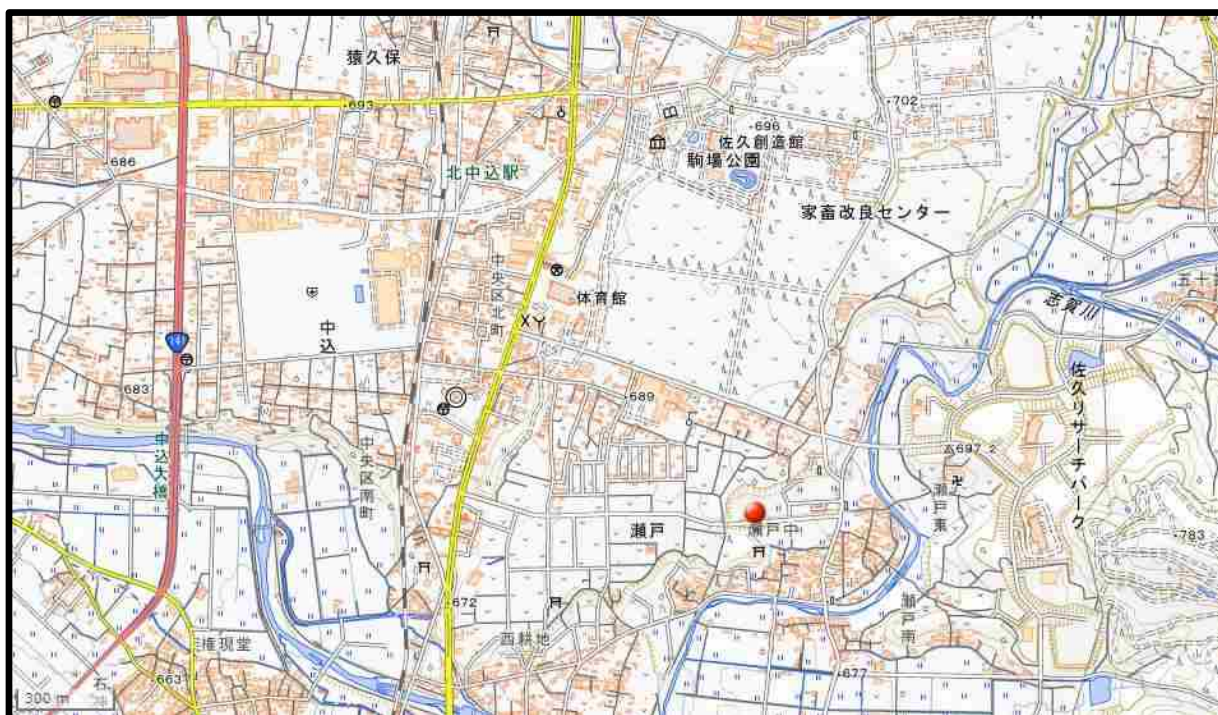 猿久保
693
702
696
佐久創造館
駒場公園
686
北中込駅
家畜改良センター
中央区北町
体育館
志賀川
中込
241
683
689
佐久リサーチパーク
中込大橋
中央区南町
697.2
瀬戸東
瀬戸
瀬戸中
783
672
西耕地
瀬戸南
権現堂
663
677
石
300 m